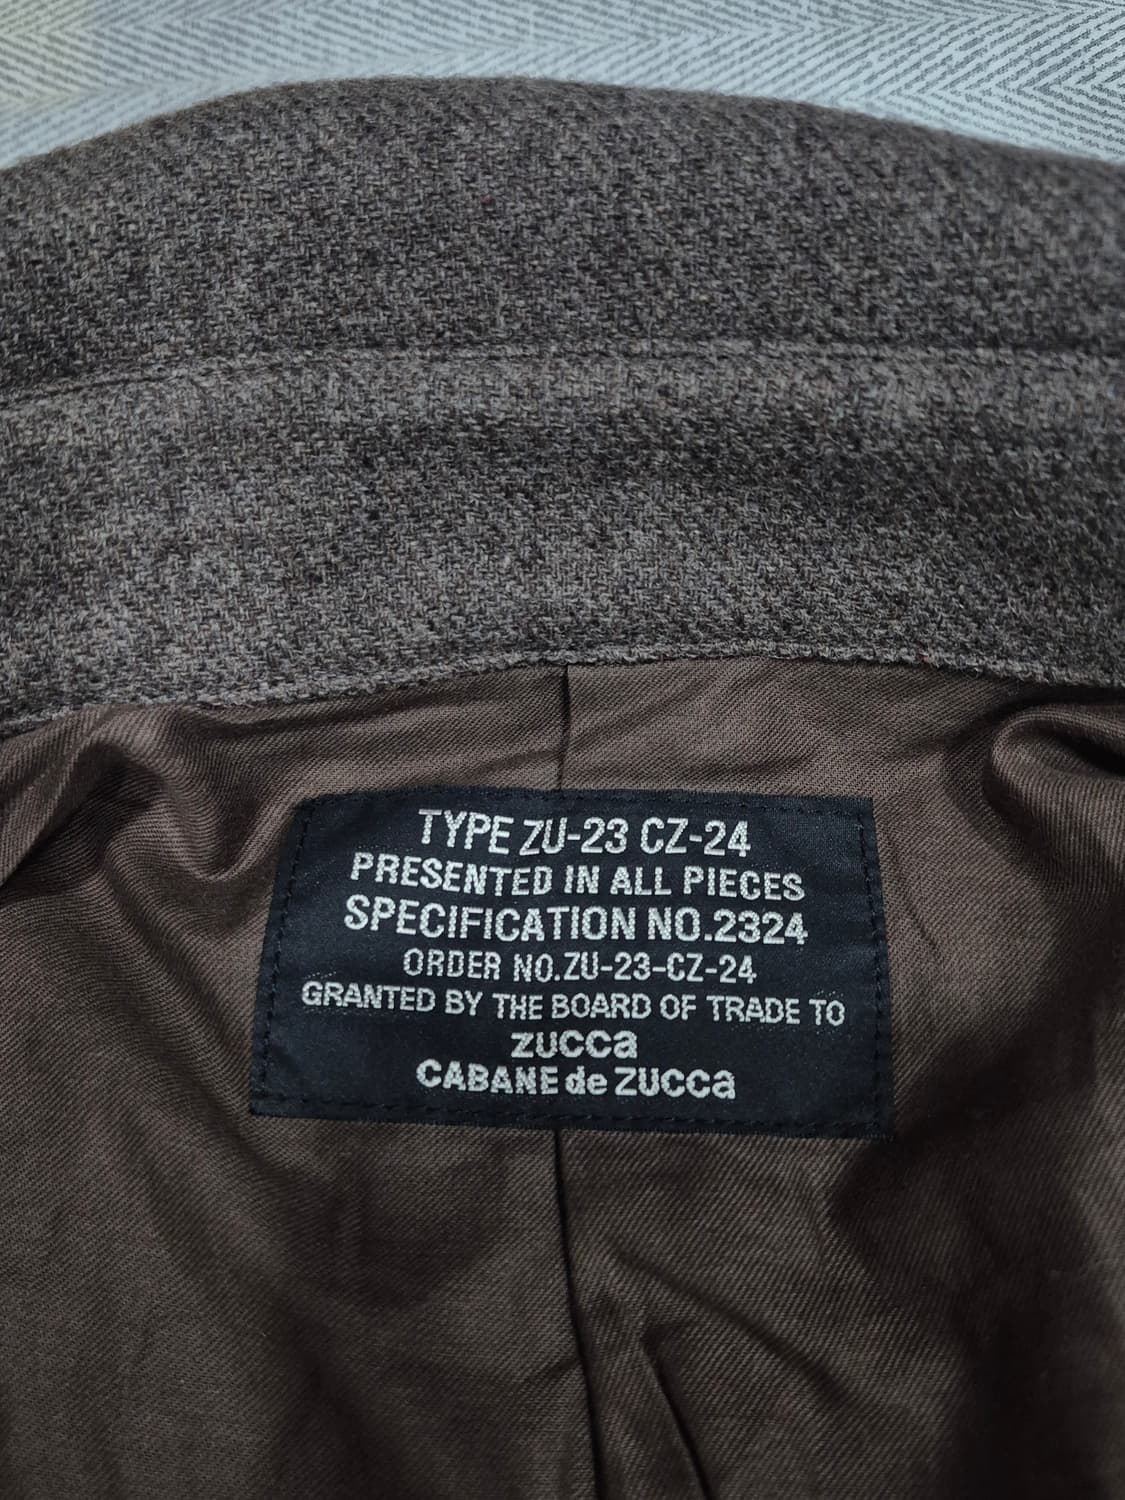 TYPE ZU-23 CZ-24
PRESENTED IN ALL PIECES
SPECIFICATION NO.2324
ORDER NO.ZU-23-CZ-24
GRANTED BY THE BOARD OF TRADE TO
ZUCCa
CABANE de ZUCCa